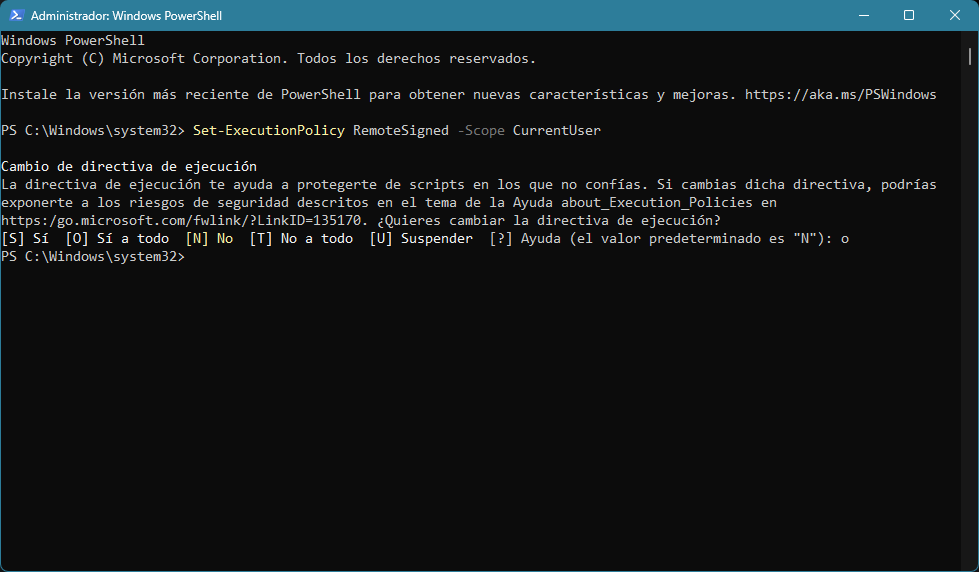 Administrador: Windows PowerShell
Windows PowerShell
Copyright (C) Microsoft Corporation. Todos los derechos reservados.
Instale la versión más reciente de PowerShell para obtener nuevas características y mejoras. https://aka.ms/PSWindows
PS C:\Windows\system32> Set-ExecutionPolicy RemoteSigned -Scope CurrentUser
Cambio de directiva de ejecución
La directiva de ejecución te ayuda a protegerte de scripts en los que no confías. Si cambias dicha directiva, podrías
exponerte a los riesgos de seguridad descritos en el tema de la Ayuda about_Execution_Policies en
https:/go.microsoft.com/fwlink/?LinkID=135170. ¿Quieres cambiar la directiva de ejecución?
[S] Sí  [O] Sí a todo  [N] No  [T] No a todo  [U] Suspender  [?] Ayuda (el valor predeterminado es "N"): o
PS C:\Windows\system32>